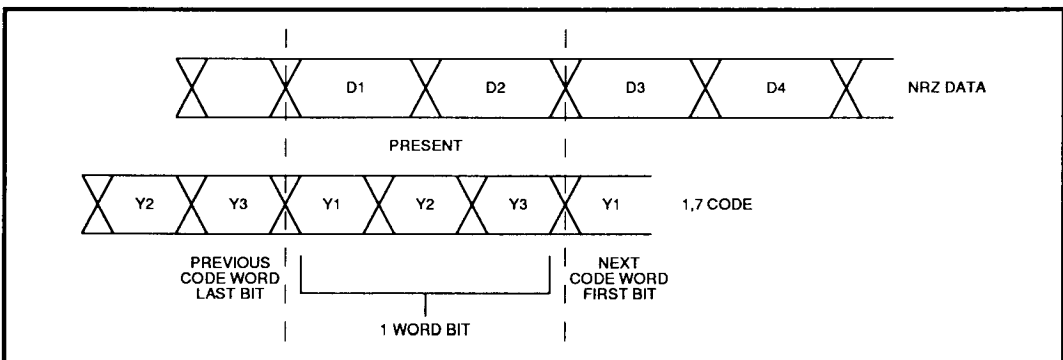 D1 D2 D3 D4 NRZ DATA
PRESENT
Y2 Y3 Y1 Y2 Y3 Y1 1,7 CODE
PREVIOUS
CODE WORD
LAST BIT
NEXT
CODE WORD
FIRST BIT
1 WORD BIT